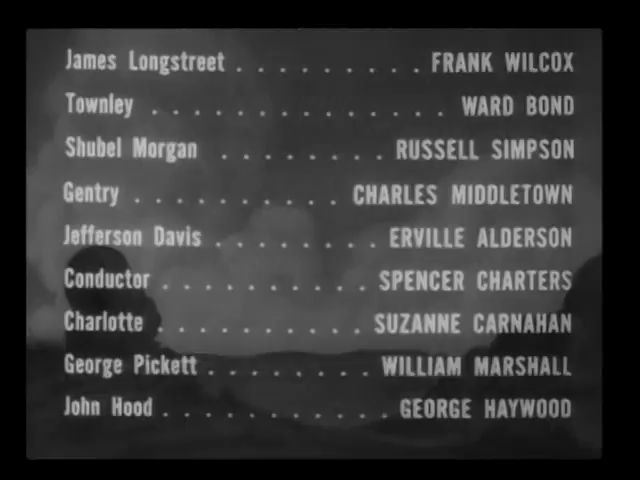 James Longstreet . . . . . . . . . FRANK WILCOX
Townley . . . . . . . . . . . . . . WARD BOND
Shubel Morgan . . . . . . . . RUSSELL SIMPSON
Gentry . . . . . . . . . . CHARLES MIDDLETOWN
Jefferson Davis . . . . . . . . ERVILLE ALDERSON
Conductor . . . . . . . . . . SPENCER CHARTERS
Charlotte . . . . . . . . . . SUZANNE CARNAHAN
George Pickett . . . . . . . . WILLIAM MARSHALL
John Hood . . . . . . . . . . . . GEORGE HAYWOOD